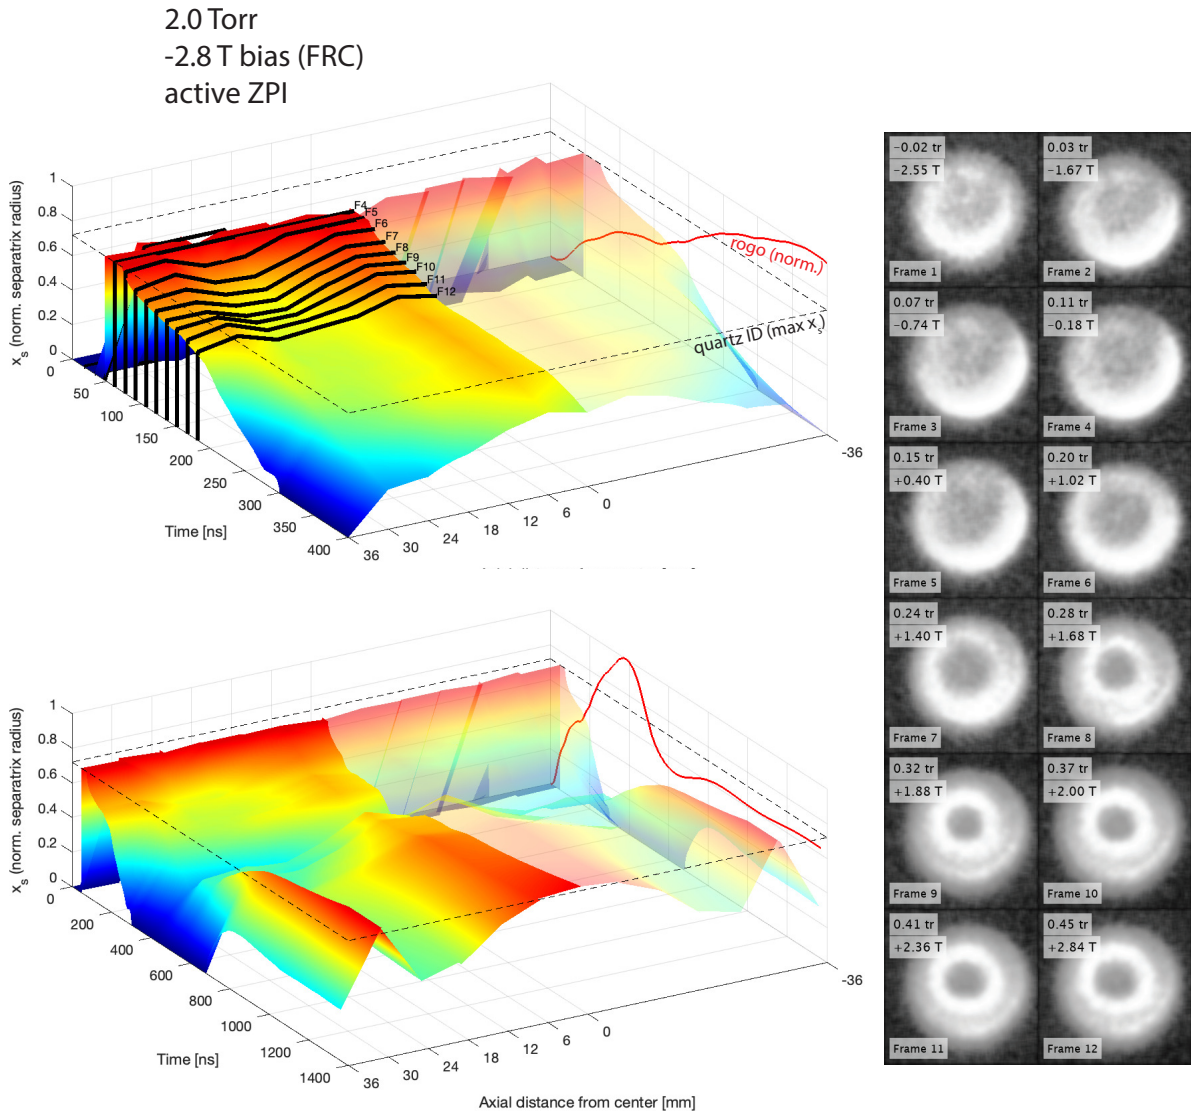 2.0 Torr
-2.8 T bias (FRC)
active ZPI
x_s (norm. separatrix radius)
1
0.8
0.6
0.4
0.2
0
0
50
100
150
200
250
300
350
400
Time [ns]
36
30
24
18
12
6
0
-36
F4
F5
F6
F7
F8
F9
F10
F11
F12
rogo (norm.)
quartz ID (max x_s)
x_s (norm. separatrix radius)
1
0.8
0.6
0.4
0.2
0
0
200
400
600
800
1000
1200
1400
Time [ns]
36
30
24
18
12
6
0
-36
Axial distance from center [mm]
−0.02 tr
−2.55 T
Frame 1
0.03 tr
−1.67 T
Frame 2
0.07 tr
−0.74 T
Frame 3
0.11 tr
−0.18 T
Frame 4
0.15 tr
+0.40 T
Frame 5
0.20 tr
+1.02 T
Frame 6
0.24 tr
+1.40 T
Frame 7
0.28 tr
+1.68 T
Frame 8
0.32 tr
+1.88 T
Frame 9
0.37 tr
+2.00 T
Frame 10
0.41 tr
+2.36 T
Frame 11
0.45 tr
+2.84 T
Frame 12